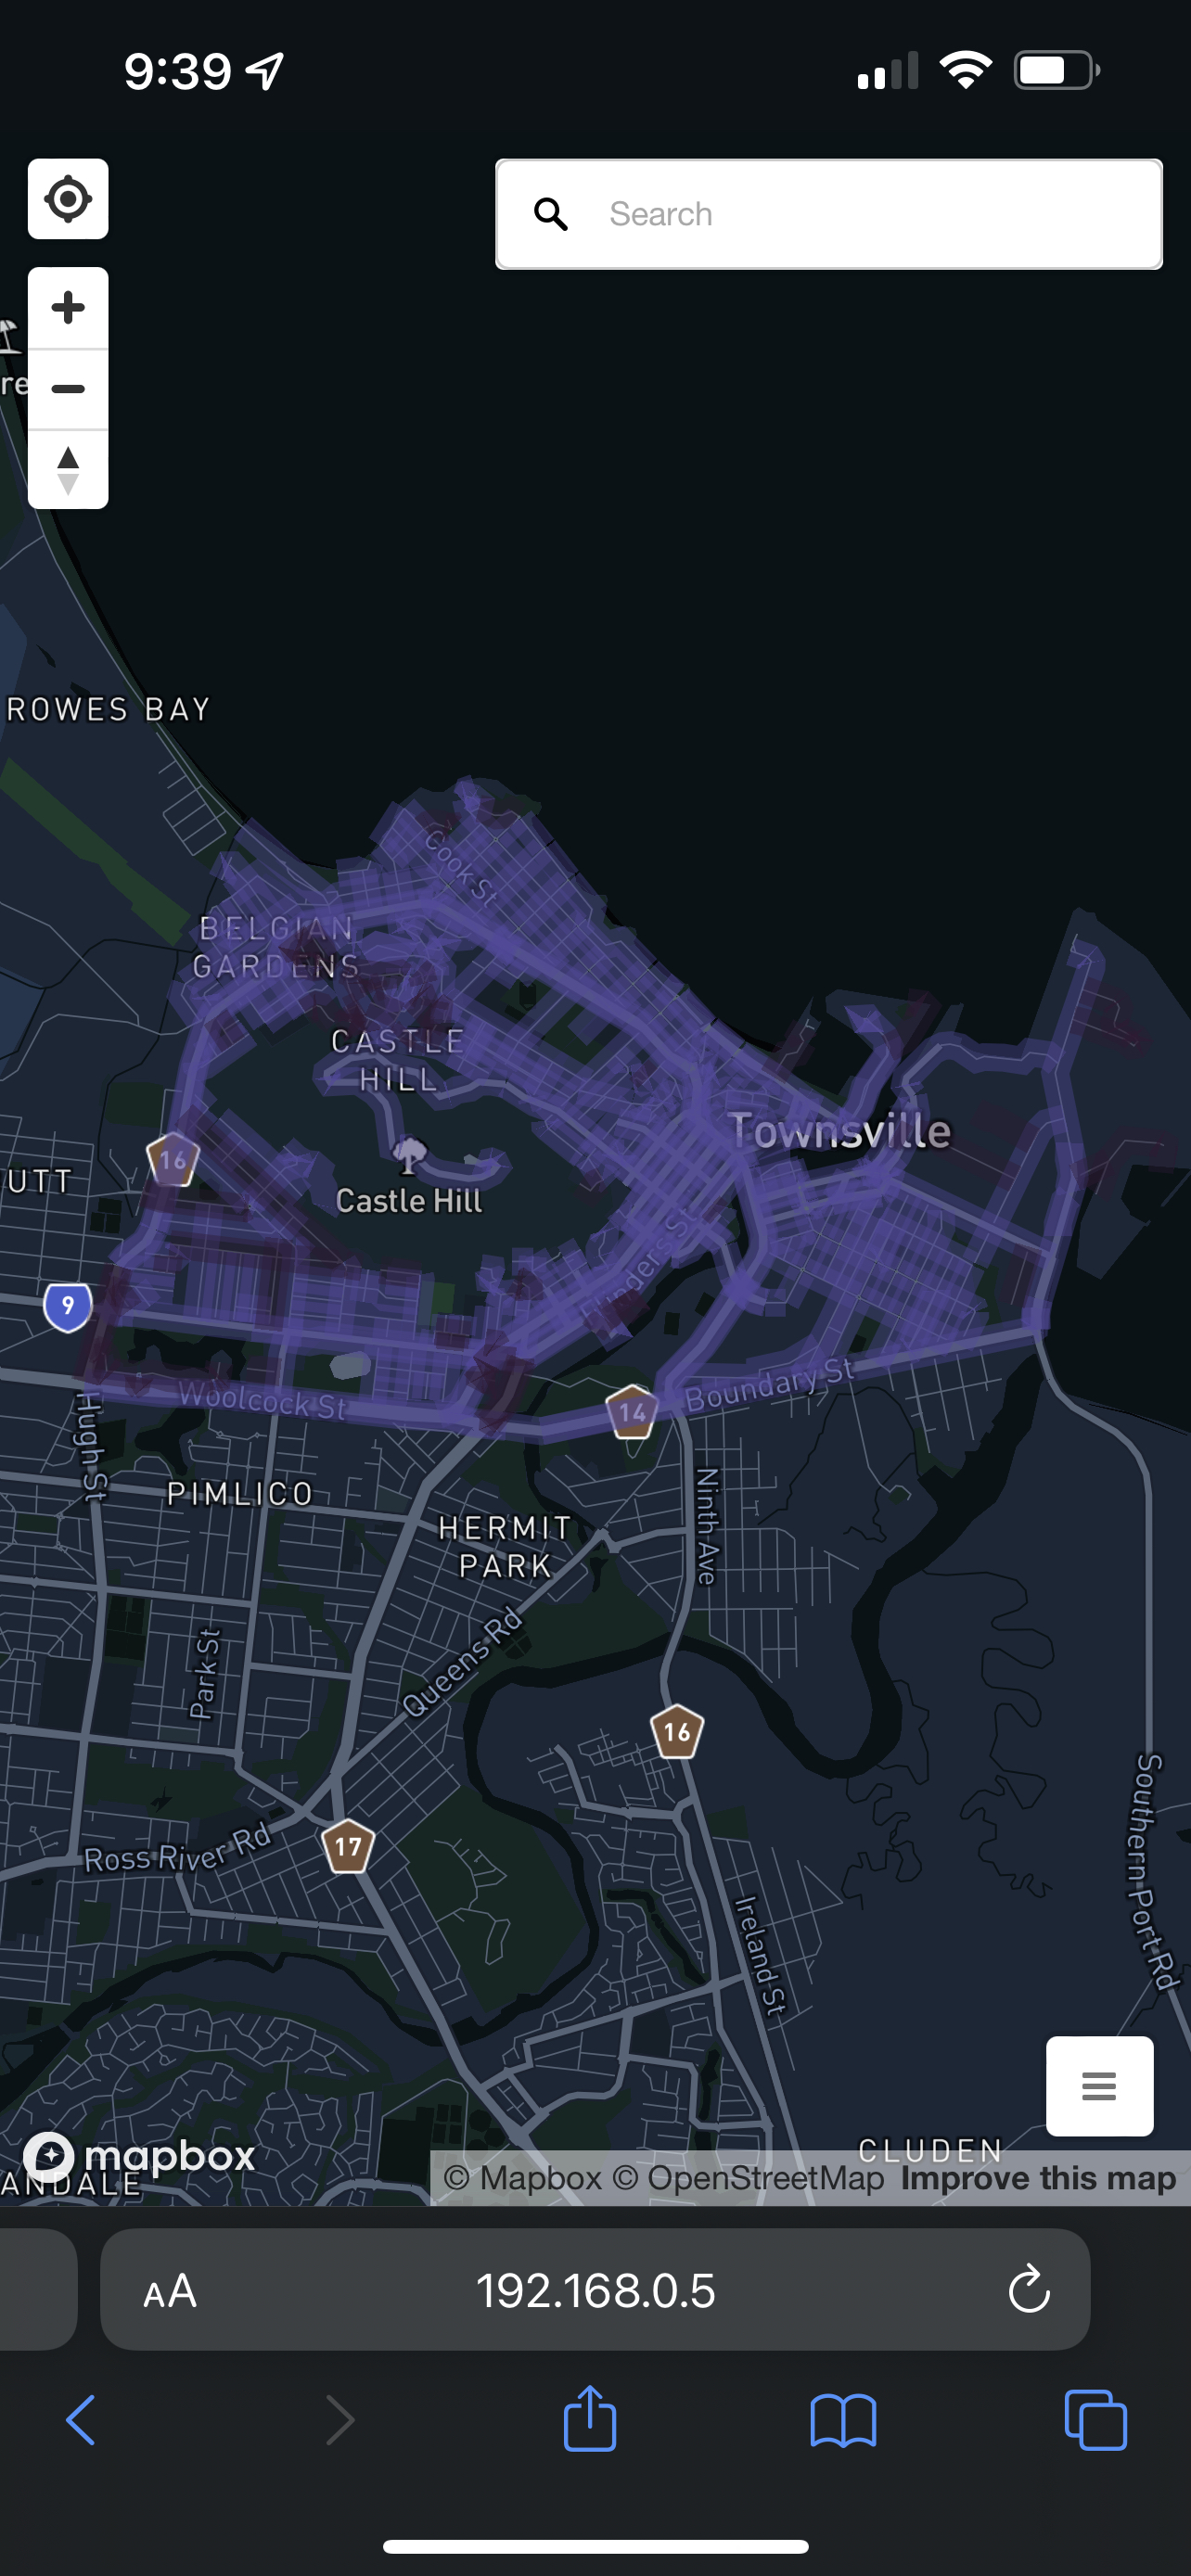 9:39
Search
re
ROWES BAY
Cook St
BELGIAN
GARDENS
CASTLE
HILL
Townsville
16
UTT
Castle Hill
Flinders St
9
Woolcock St
14
Boundary St
Hugh St
PIMLICO
HERMIT
PARK
Ninth Ave
Park St
Queens Rd
16
Southern Port Rd
17
Ross River Rd
Ireland St
CLUDEN
mapbox
ANDALE
© Mapbox © OpenStreetMap Improve this map
AA
192.168.0.5